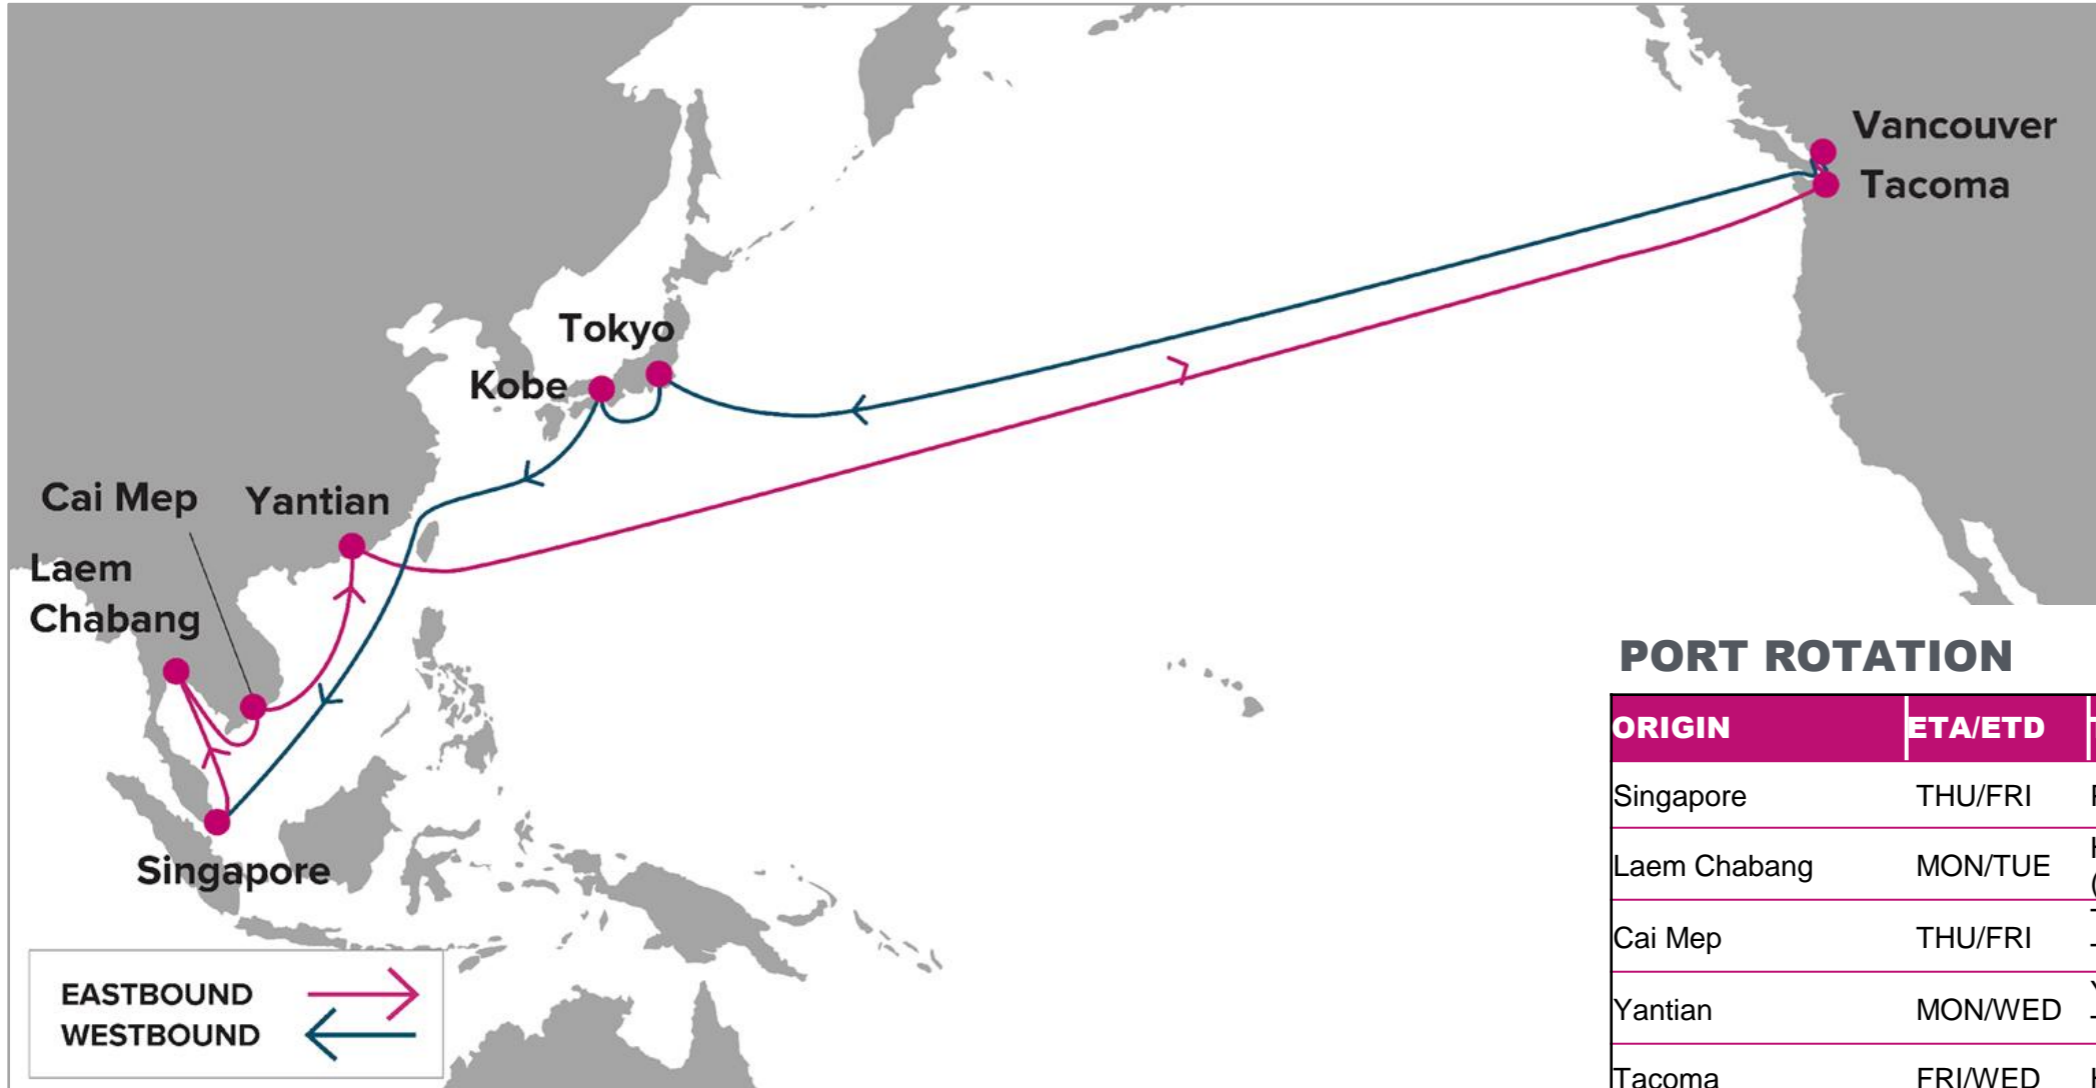 Vancouver
Tacoma
Tokyo
Kobe
Cai Mep
Yantian
Laem
Chabang
Singapore
EASTBOUND
WESTBOUND
PORT ROTATION
ORIGIN ETA/ETD
Singapore THU/FRI
Laem Chabang MON/TUE
Cai Mep THU/FRI
Yantian MON/WED
Tacoma FRI/WED